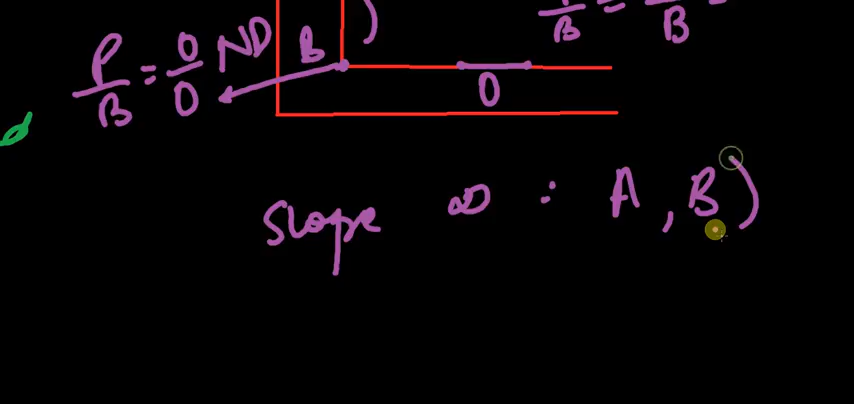 P/B = 0/0 ND B
B = B
0
Slope ∞ : A , B )